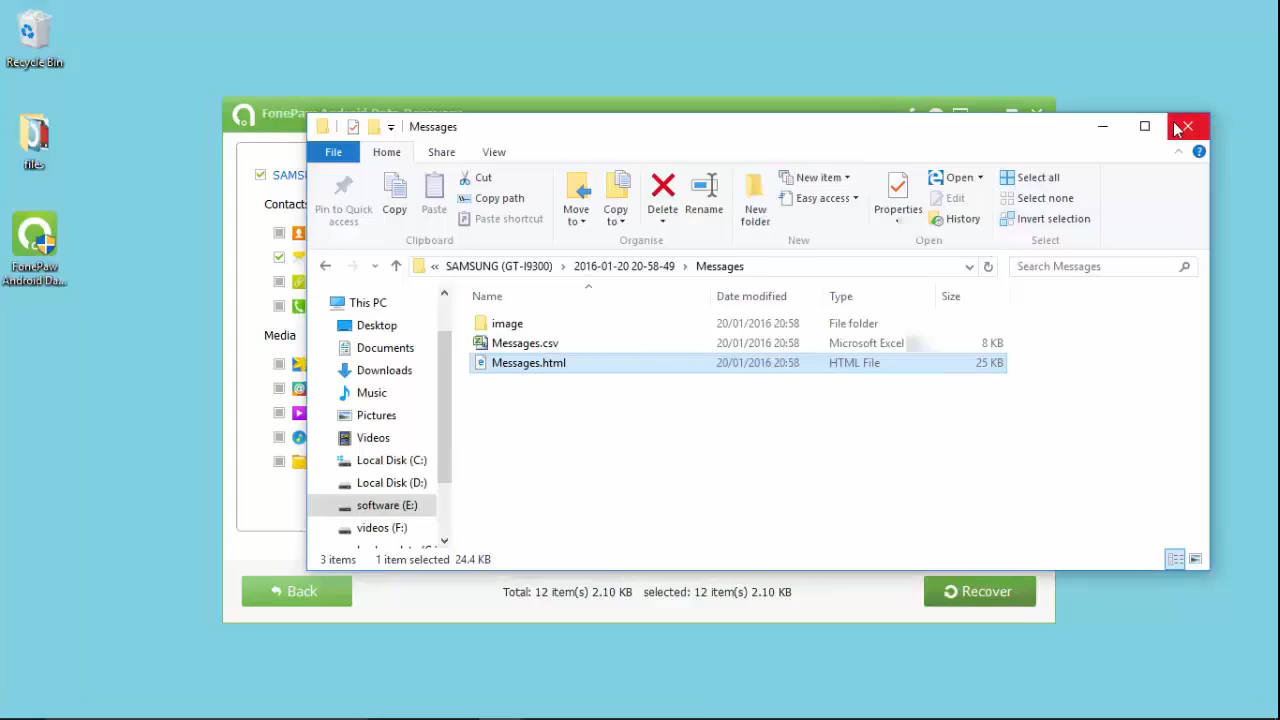 Recycle Bin
files
FonePaw
Android Da...
FonePaw Android Data Recovery
Messages
File Home Share View
Pin to Quick access
Copy
Paste
Cut
Copy path
Paste shortcut
Clipboard
Move to
Copy to
Delete
Rename
Organise
New folder
New item
Easy access
New
Properties
Open
Edit
History
Open
Select all
Select none
Invert selection
Select
« SAMSUNG (GT-I9300) > 2016-01-20 20-58-49 > Messages
Search Messages
Name Date modified Type Size
image 20/01/2016 20:58 File folder
Messages.csv 20/01/2016 20:58 Microsoft Excel 8 KB
Messages.html 20/01/2016 20:58 HTML File 25 KB
This PC
Desktop
Documents
Downloads
Music
Pictures
Videos
Local Disk (C:)
Local Disk (D:)
software (E:)
videos (F:)
3 items 1 item selected 24.4 KB
SAMSU
Contacts
Media
Back
Total: 12 item(s) 2.10 KB selected: 12 item(s) 2.10 KB
Recover